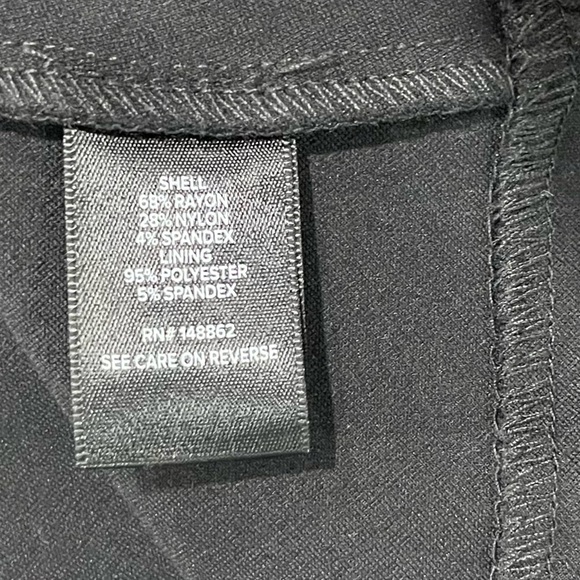 SHELL
68% RAYON
28% NYLON
4% SPANDEX
LINING
95% POLYESTER
5% SPANDEX
RN# 148862
SEE CARE ON REVERSE